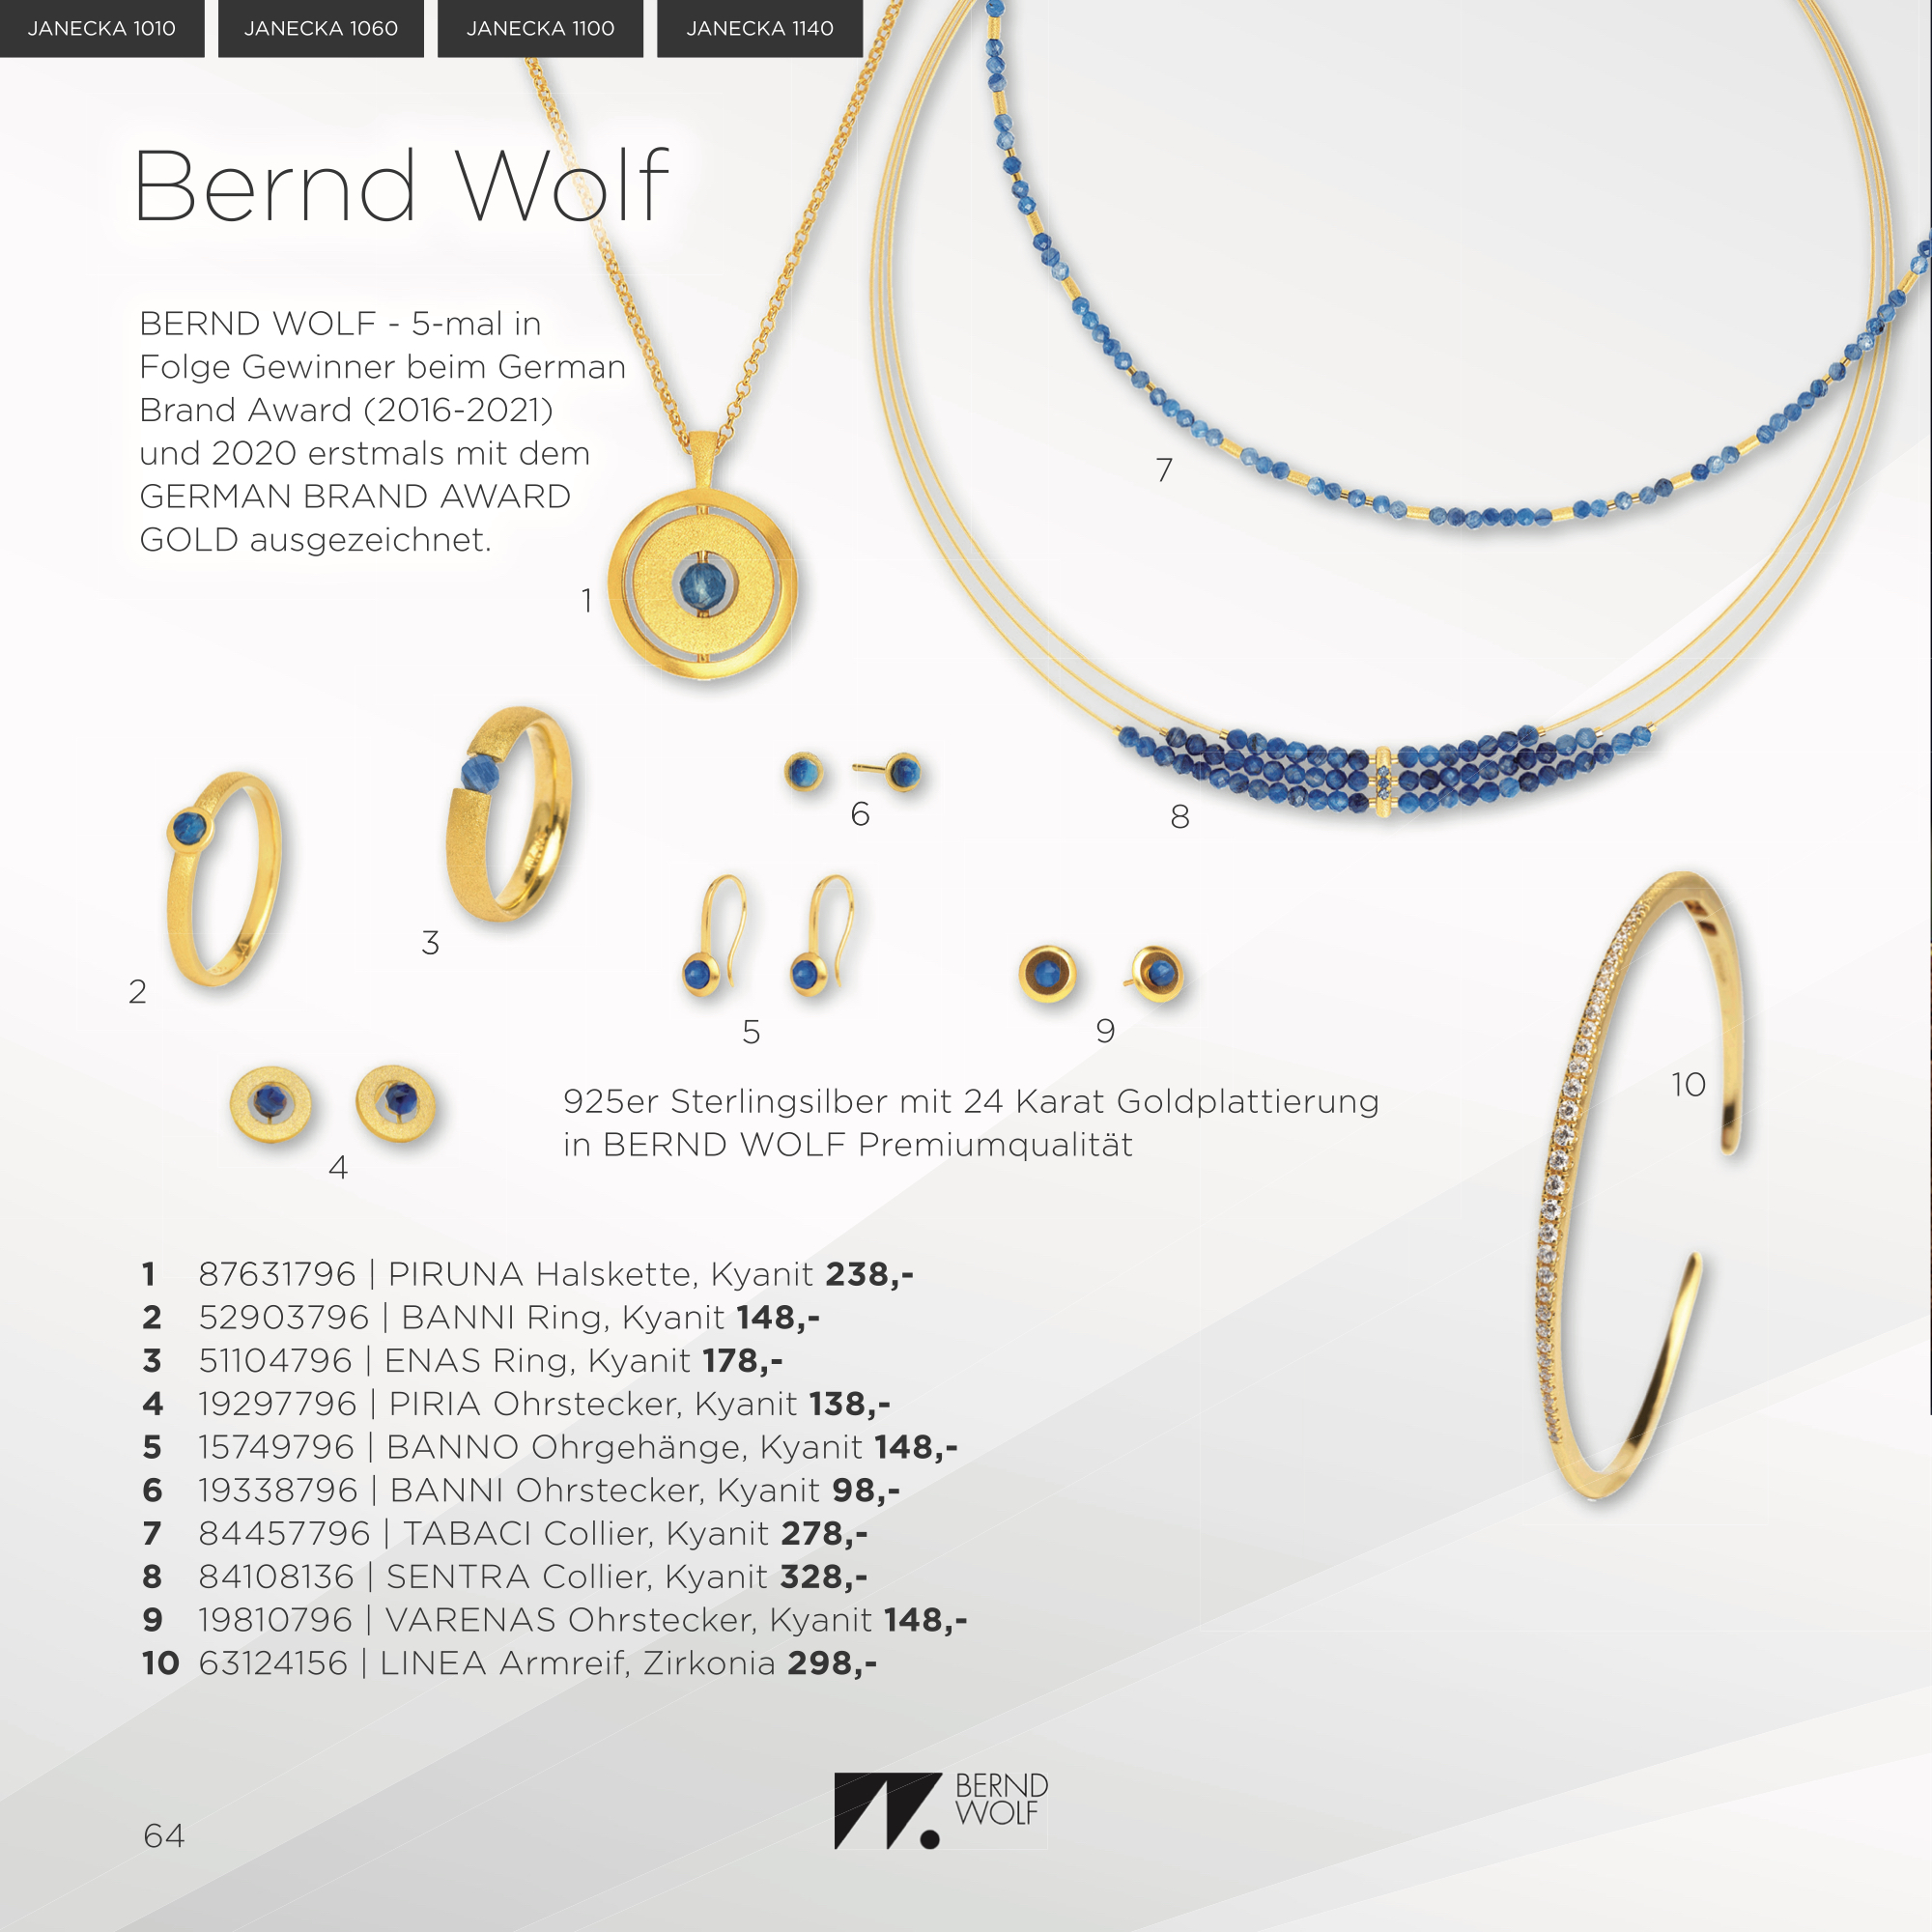 JANECKA 1010
JANECKA 1060
JANECKA 1100
JANECKA 1140
Bernd Wolf
BERND WOLF - 5-mal in
Folge Gewinner beim German
Brand Award (2016-2021)
und 2020 erstmals mit dem
GERMAN BRAND AWARD
GOLD ausgezeichnet.
1
7
6
8
3
2
5
9
10
4
925er Sterlingsilber mit 24 Karat Goldplattierung
in BERND WOLF Premiumqualität
1 87631796 | PIRUNA Halskette, Kyanit 238,-
2 52903796 | BANNI Ring, Kyanit 148,-
3 51104796 | ENAS Ring, Kyanit 178,-
4 19297796 | PIRIA Ohrstecker, Kyanit 138,-
5 15749796 | BANNO Ohrgehänge, Kyanit 148,-
6 19338796 | BANNI Ohrstecker, Kyanit 98,-
7 84457796 | TABACI Collier, Kyanit 278,-
8 84108136 | SENTRA Collier, Kyanit 328,-
9 19810796 | VARENAS Ohrstecker, Kyanit 148,-
10 63124156 | LINEA Armreif, Zirkonia 298,-
BERND
WOLF
64